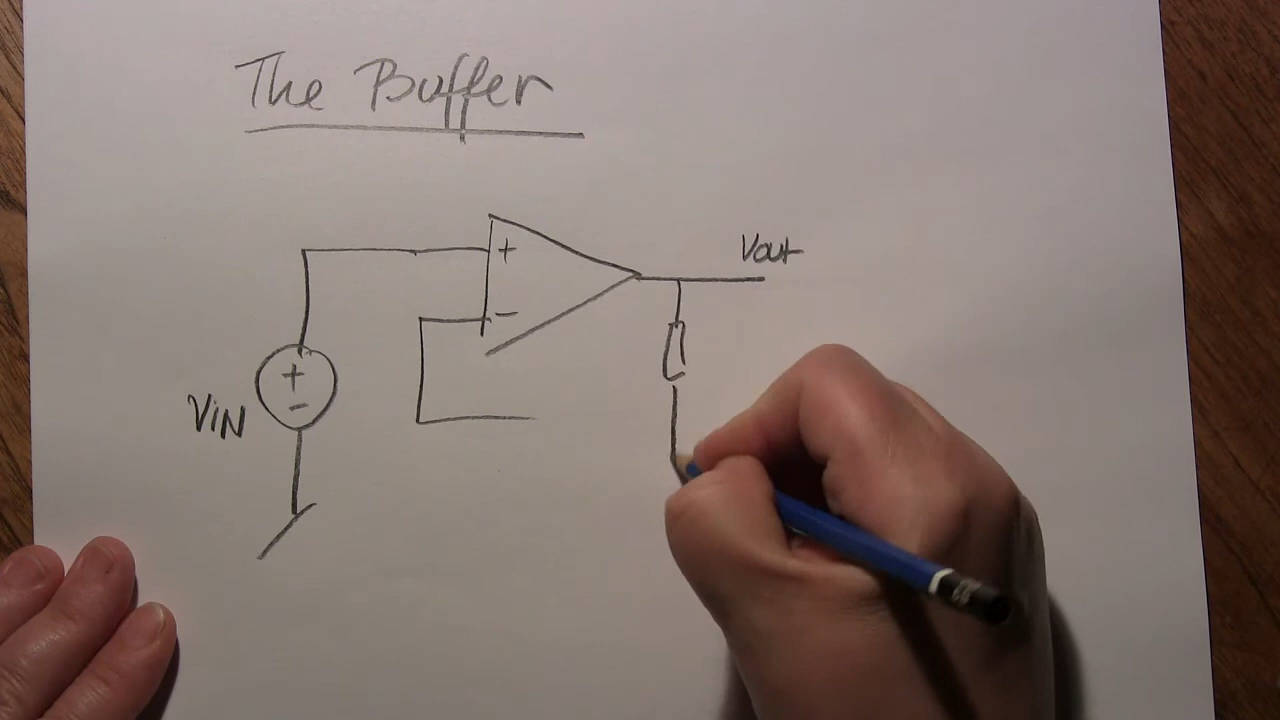 The Buffer
+
Vout
-
+
-
ViN